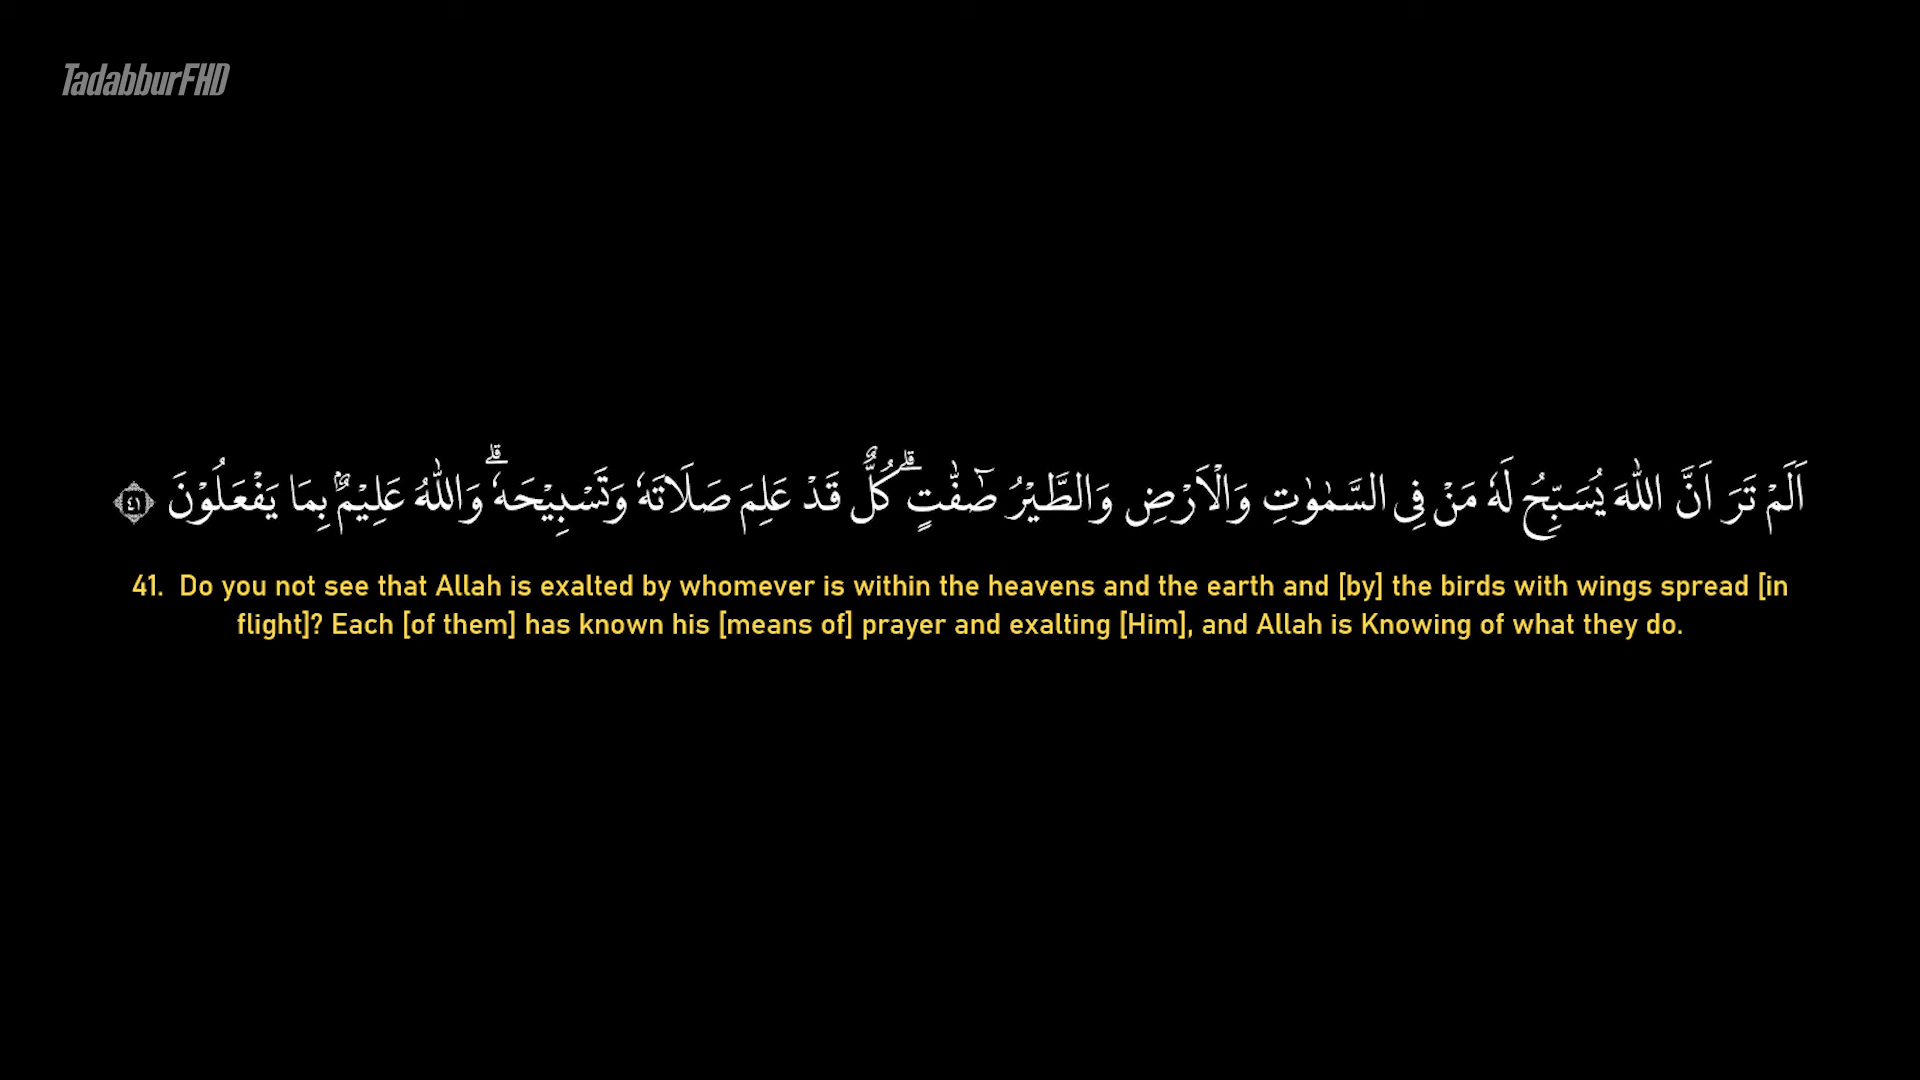 TadabburFHD
اَلَمْ تَرَ اَنَّ اللّٰهَ يُسَبِّحُ لَهٗ مَنْ فِى السَّمٰوٰتِ وَالْاَرْضِ وَالطَّيْرُ صٰۤفّٰتٍۗ كُلٌّ قَدْ عَلِمَ صَلَاتَهٗ وَتَسْبِيْحَهٗۗ وَاللّٰهُ عَلِيْمٌۢ بِمَا يَفْعَلُوْنَ ٤١
41. Do you not see that Allah is exalted by whomever is within the heavens and the earth and [by] the birds with wings spread [in
flight]? Each [of them] has known his [means of] prayer and exalting [Him], and Allah is Knowing of what they do.